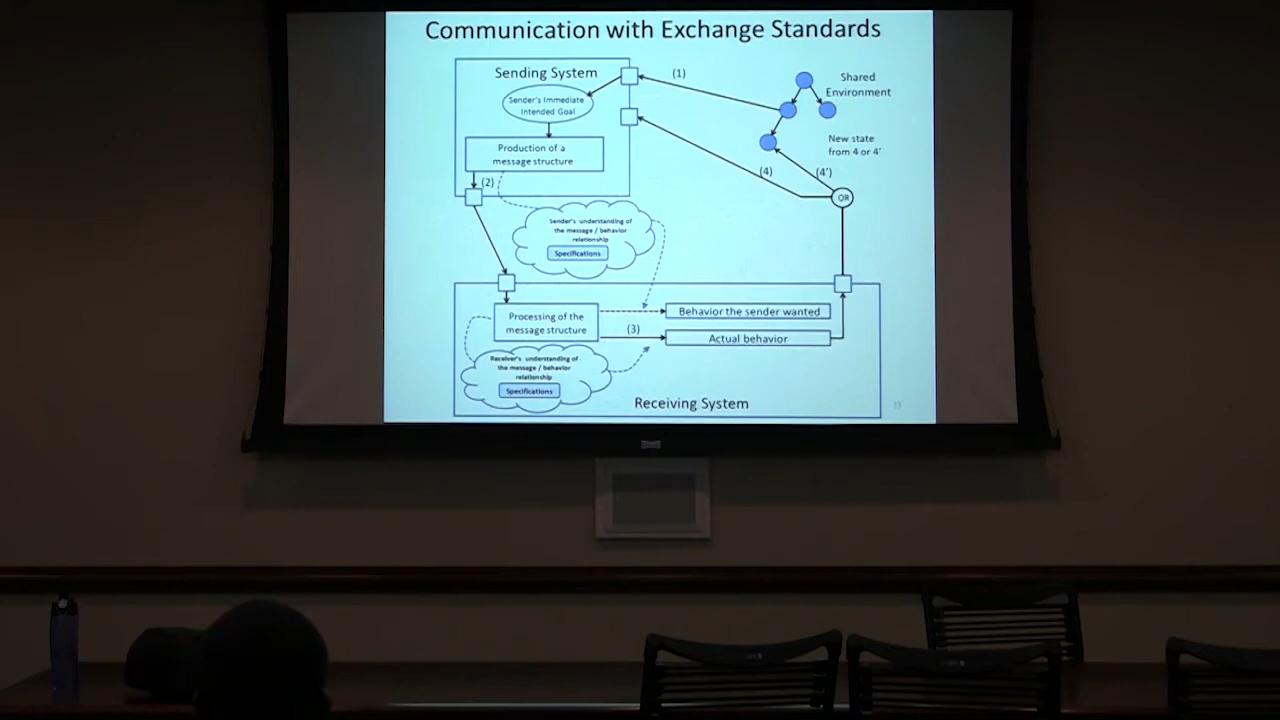 Communication with Exchange Standards
Sending System
(1)
Shared
Environment
Sender's Immediate
Intended Goal
Production of a
message structure
New state
from 4 or 4'
(2)
(4)
(4')
OR
Sender's understanding of
the message / behavior
relationship
Specifications
Processing of the
message structure
Behavior the sender wanted
(3)
Actual behavior
Receiver's understanding of
the message / behavior
relationship
Specifications
Receiving System